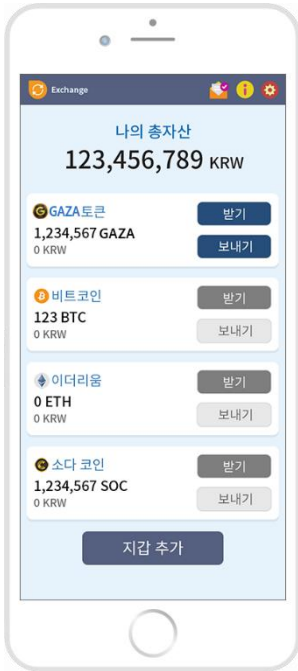 Exchange
나의 총자산
123,456,789 KRW
GAZA토큰
받기
1,234,567 GAZA
0 KRW
보내기
비트코인
받기
123 BTC
0 KRW
보내기
이더리움
받기
0 ETH
0 KRW
보내기
소다 코인
받기
1,234,567 SOC
0 KRW
보내기
지갑 추가